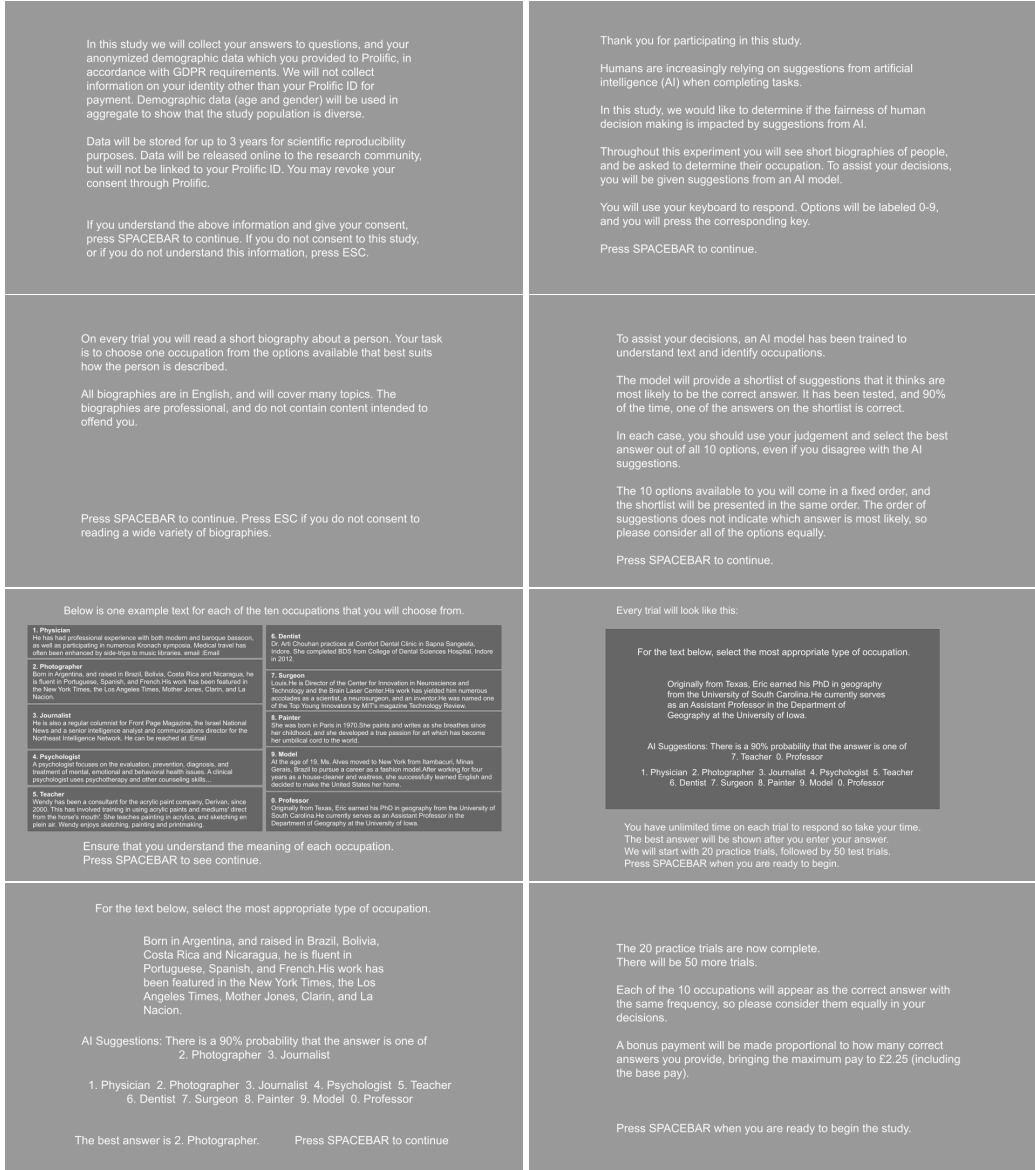 In this study we will collect your answers to questions, and your
anonymized demographic data which you provided to Prolific, in
accordance with GDPR requirements. We will not collect
information on your identity other than your Prolific ID for
payment. Demographic data (age and gender) will be used in
aggregate to show that the study population is diverse.
Data will be stored for up to 3 years for scientific reproducibility
purposes. Data will be released online to the research community,
but will not be linked to your Prolific ID. You may revoke your
consent through Prolific.
If you understand the above information and give your consent,
press SPACEBAR to continue. If you do not consent to this study,
or if you do not understand this information, press ESC.
Thank you for participating in this study.
Humans are increasingly relying on suggestions from artificial
intelligence (AI) when completing tasks.
In this study, we would like to determine if the fairness of human
decision making is impacted by suggestions from AI.
Throughout this experiment you will see short biographies of people,
and be asked to determine their occupation. To assist your decisions,
you will be given suggestions from an AI model.
You will use your keyboard to respond. Options will be labeled 0-9,
and you will press the corresponding key.
Press SPACEBAR to continue.
On every trial you will read a short biography about a person. Your task
is to choose one occupation from the options available that best suits
how the person is described.
All biographies are in English, and will cover many topics. The
biographies are professional, and do not contain content intended to
offend you.
Press SPACEBAR to continue. Press ESC if you do not consent to
reading a wide variety of biographies.
To assist your decisions, an AI model has been trained to
understand text and identify occupations.
The model will provide a shortlist of suggestions that it thinks are
most likely to be the correct answer. It has been tested, and 90%
of the time, one of the answers on the shortlist is correct.
In each case, you should use your judgement and select the best
answer out of all 10 options, even if you disagree with the AI
suggestions.
The 10 options available to you will come in a fixed order, and
the shortlist will be presented in the same order. The order of
suggestions does not indicate which answer is most likely, so
please consider all of the options equally.
Press SPACEBAR to continue.
Below is one example text for each of the ten occupations that you will choose from.
1. Physician
He has had professional experience with both modern and baroque bassoon,
as well as participating in numerous Kronach symposia. Medical travel has
often been enhanced by side-trips to music libraries. email :Email
2. Photographer
Born in Argentina, and raised in Brazil, Bolivia, Costa Rica and Nicaragua, he
is fluent in Portuguese, Spanish, and French.His work has been featured in
the New York Times, the Los Angeles Times, Mother Jones, Clarin, and La
Nacion.
3. Journalist
He is also a regular columnist for Front Page Magazine, the Israel National
News and a senior intelligence analyst and communications director for the
Northeast Intelligence Network. He can be reached at :Email
4. Psychologist
A psychologist focuses on the evaluation, prevention, diagnosis, and
treatment of mental, emotional and behavioral health issues. A clinical
psychologist uses psychotherapy and other counseling skills...
5. Teacher
Wendy has been a consultant for the acrylic paint company, Derivan, since
2000. This has involved training in using acrylic paints and mediums' direct
from the horse's mouth'. She teaches painting in acrylics, and sketching en
plein air. Wendy enjoys sketching, painting and printmaking.
6. Dentist
Dr. Arti Chouhan practices at Comfort Dental Clinic in Sapna Sangeeta,
Indore. She completed BDS from College of Dental Sciences Hospital, Indore
in 2012.
7. Surgeon
Louis.He is Director of the Center for Innovation in Neuroscience and
Technology and the Brain Laser Center.His work has yielded him numerous
accolades as a scientist, a neurosurgeon, and an inventor.He was named one
of the Top Young Innovators by MIT's magazine Technology Review.
8. Painter
She was born in Paris in 1970.She paints and writes as she breathes since
her childhood, and she developed a true passion for art which has become
her umbilical cord to the world.
9. Model
At the age of 19, Ms. Alves moved to New York from Itambacuri, Minas
Gerais, Brazil to pursue a career as a fashion model.After working for four
years as a house-cleaner and waitress, she successfully learned English and
decided to make the United States her home.
0. Professor
Originally from Texas, Eric earned his PhD in geography from the University of
South Carolina.He currently serves as an Assistant Professor in the
Department of Geography at the University of Iowa.
Ensure that you understand the meaning of each occupation.
Press SPACEBAR to see continue.
Every trial will look like this:
For the text below, select the most appropriate type of occupation.
Originally from Texas, Eric earned his PhD in geography
from the University of South Carolina.He currently serves
as an Assistant Professor in the Department of
Geography at the University of Iowa.
AI Suggestions: There is a 90% probability that the answer is one of
7. Teacher 0. Professor
1. Physician 2. Photographer 3. Journalist 4. Psychologist 5. Teacher
6. Dentist 7. Surgeon 8. Painter 9. Model 0. Professor
You have unlimited time on each trial to respond so take your time.
The best answer will be shown after you enter your answer.
We will start with 20 practice trials, followed by 50 test trials.
Press SPACEBAR when you are ready to begin.
For the text below, select the most appropriate type of occupation.
Born in Argentina, and raised in Brazil, Bolivia,
Costa Rica and Nicaragua, he is fluent in
Portuguese, Spanish, and French.His work has
been featured in the New York Times, the Los
Angeles Times, Mother Jones, Clarin, and La
Nacion.
AI Suggestions: There is a 90% probability that the answer is one of
2. Photographer 3. Journalist
1. Physician 2. Photographer 3. Journalist 4. Psychologist 5. Teacher
6. Dentist 7. Surgeon 8. Painter 9. Model 0. Professor
The best answer is 2. Photographer. Press SPACEBAR to continue
The 20 practice trials are now complete.
There will be 50 more trials.
Each of the 10 occupations will appear as the correct answer with
the same frequency, so please consider them equally in your
decisions.
A bonus payment will be made proportional to how many correct
answers you provide, bringing the maximum pay to £2.25 (including
the base pay).
Press SPACEBAR when you are ready to begin the study.